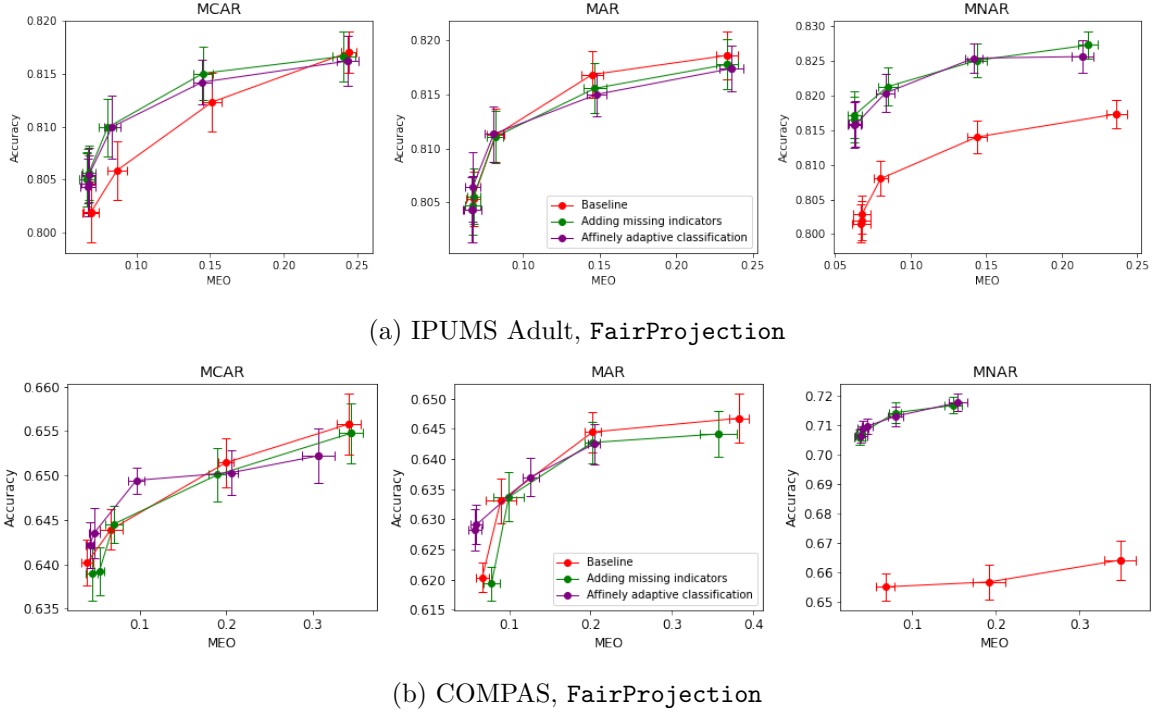 MCAR
MAR
MNAR
0.820
0.815
0.810
0.805
0.800
Accuracy
0.10
0.15
0.20
0.25
MEO
0.820
0.815
0.810
0.805
Accuracy
0.10
0.15
0.20
0.25
MEO
Baseline
Adding missing indicators
Affinely adaptive classification
0.830
0.825
0.820
0.815
0.810
0.805
0.800
Accuracy
0.05
0.10
0.15
0.20
0.25
MEO
(a) IPUMS Adult, FairProjection
MCAR
MAR
MNAR
0.660
0.655
0.650
0.645
0.640
0.635
Accuracy
0.1
0.2
0.3
MEO
0.650
0.645
0.640
0.635
0.630
0.625
0.620
0.615
Accuracy
0.1
0.2
0.3
0.4
MEO
Baseline
Adding missing indicators
Affinely adaptive classification
0.72
0.71
0.70
0.69
0.68
0.67
0.66
0.65
Accuracy
0.1
0.2
0.3
MEO
(b) COMPAS, FairProjection